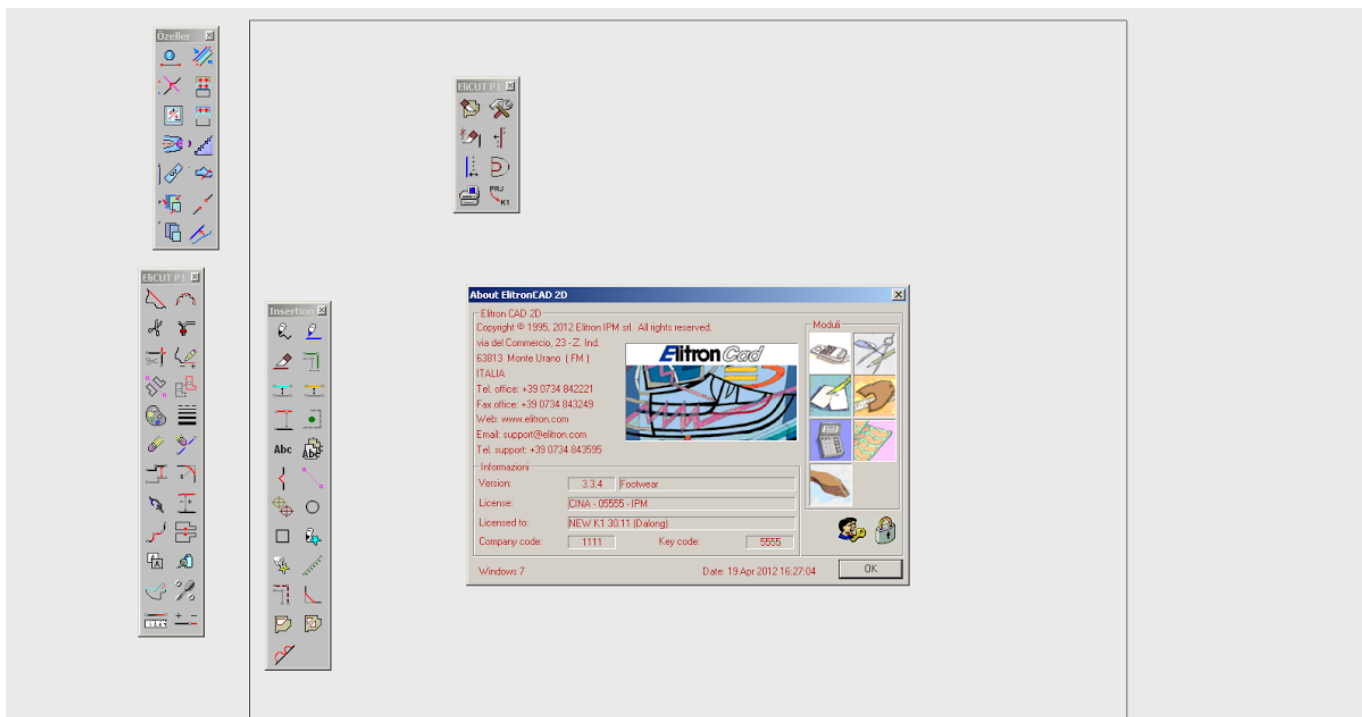 Özeller
EliCUT P1
EliCUT P1
Insertion
Abc
Abc
PRJ
K1
About ElitronCAD 2D
Elitron CAD 2D
Copyright © 1995, 2012 Elitron IPM srl. All rights reserved.
via del Commercio, 23 - Z. Ind.
63813 Monte Urano ( FM )
ITALIA
Tel. office: +39 0734 842221
Fax office: +39 0734 843249
Web: www.elitron.com
Email: support@elitron.com
Tel. support: +39 0734 843595
Elitron Cad
Moduli
Informazioni
Version: 3.3.4 Footwear
License: CINA - 05555 - IPM
Licensed to: NEW K1 30.11 (Dalong)
Company code: 1111 Key code: 5555
Windows 7 Date: 19 Apr 2012 16:27:04 OK